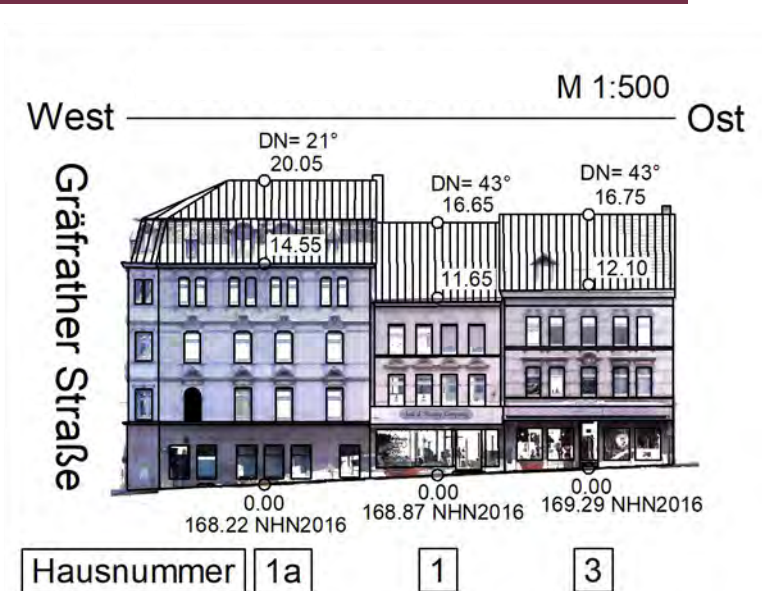 M 1:500
West
Ost
Gräfrather Straße
DN= 21°
20.05
14.55
0.00
168.22 NHN2016
DN= 43°
16.65
11.65
0.00
168.87 NHN2016
DN= 43°
16.75
12.10
0.00
169.29 NHN2016
Hausnummer
1a
1
3